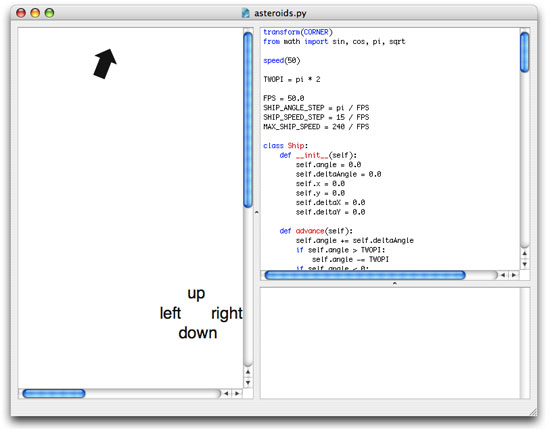 asteroids.py
transform(CORNER)
from math import sin, cos, pi, sqrt
speed(50)
TWOPI = pi * 2
FPS = 50.0
SHIP_ANGLE_STEP = pi / FPS
SHIP_SPEED_STEP = 15 / FPS
MAX_SHIP_SPEED = 240 / FPS
class Ship:
    def __init__(self):
        self.angle = 0.0
        self.deltaAngle = 0.0
        self.x = 0.0
        self.y = 0.0
        self.deltaX = 0.0
        self.deltaY = 0.0
    def advance(self):
        self.angle += self.deltaAngle
        if self.angle > TWOPI:
            self.angle -= TWOPI
        if self.angle < 0:
up
left right
down